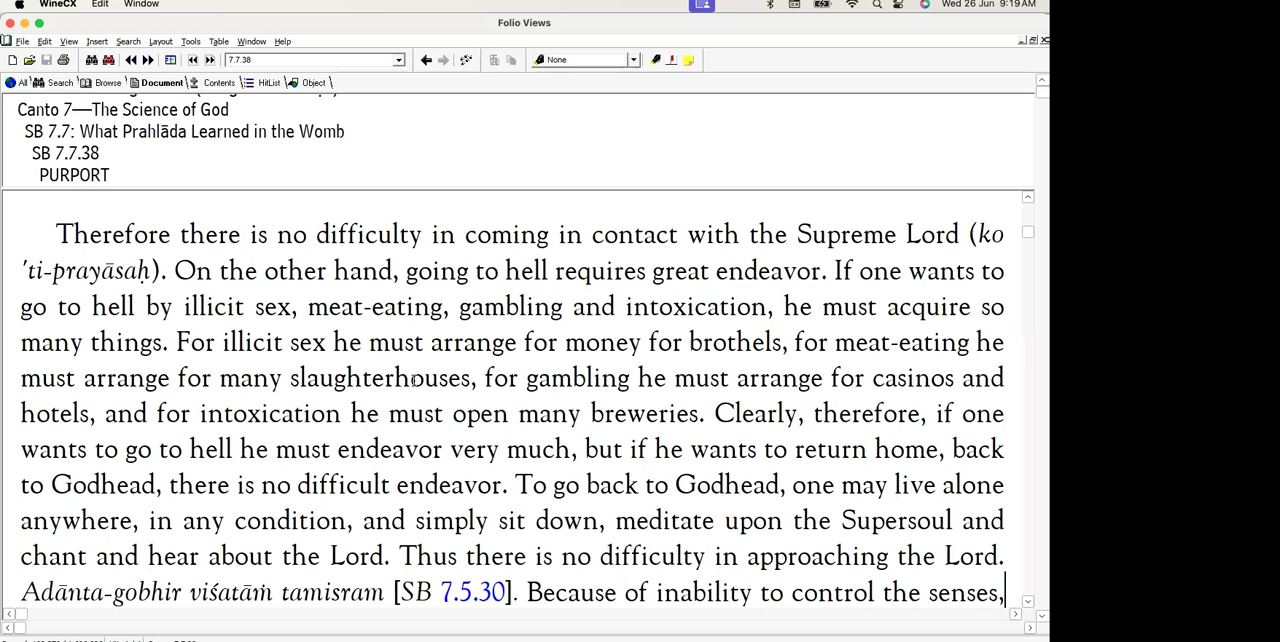 WineCX Edit Window Wed 26 Jun 9:19 AM
Folio Views
File Edit View Insert Search Layout Tools Table Window Help
7.7.38 None
All Search Browse Document Contents HitList Object
Canto 7—The Science of God
SB 7.7: What Prahlāda Learned in the Womb
SB 7.7.38
PURPORT
Therefore there is no difficulty in coming in contact with the Supreme Lord (ko
'ti-prayāsaḥ). On the other hand, going to hell requires great endeavor. If one wants to
go to hell by illicit sex, meat-eating, gambling and intoxication, he must acquire so
many things. For illicit sex he must arrange for money for brothels, for meat-eating he
must arrange for many slaughterhouses, for gambling he must arrange for casinos and
hotels, and for intoxication he must open many breweries. Clearly, therefore, if one
wants to go to hell he must endeavor very much, but if he wants to return home, back
to Godhead, there is no difficult endeavor. To go back to Godhead, one may live alone
anywhere, in any condition, and simply sit down, meditate upon the Supersoul and
chant and hear about the Lord. Thus there is no difficulty in approaching the Lord.
Adānta-gobhir viśatāṁ tamisram [SB 7.5.30]. Because of inability to control the senses,